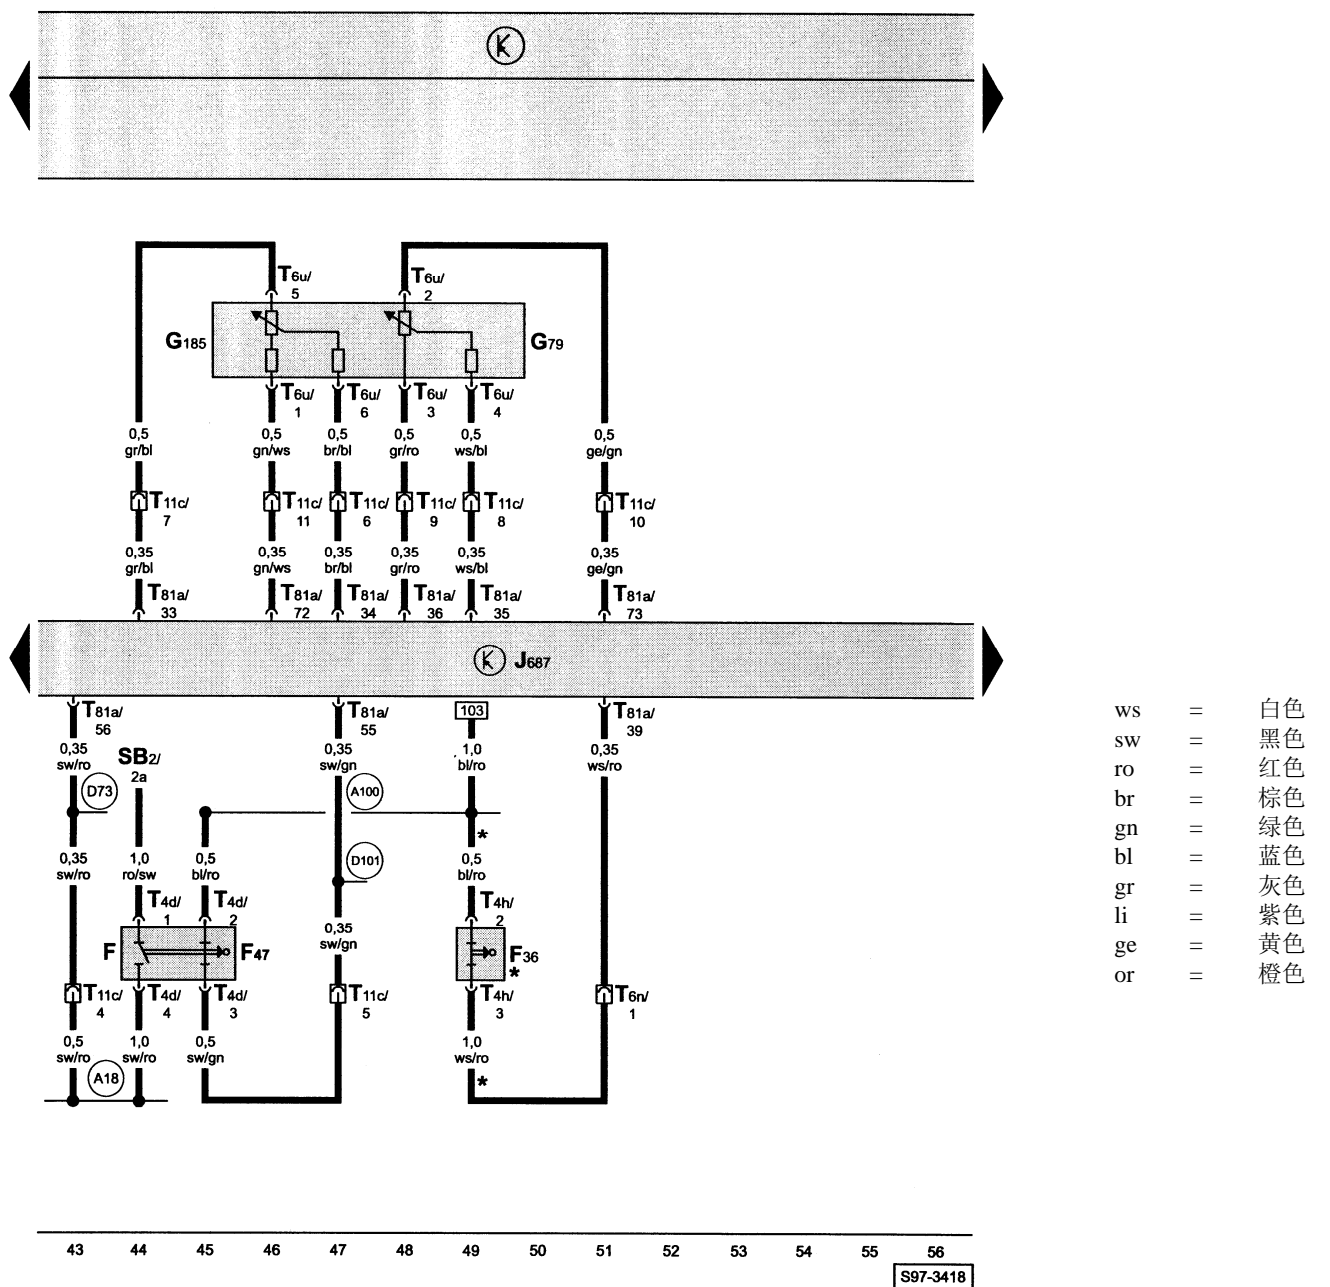 K
T6u/ T6u/
5 2
G185 G79
T6u/ T6u/ T6u/ T6u/
1 6 3 4
0,5 0,5 0,5 0,5 0,5 0,5
gr/bl gn/ws br/bl gr/ro ws/bl ge/gn
T11c/ T11c/ T11c/ T11c/ T11c/ T11c/
7 11 6 9 8 10
0,35 0,35 0,35 0,35 0,35 0,35
gr/bl gn/ws br/bl gr/ro ws/bl ge/gn
T81a/ T81a/ T81a/ T81a/ T81a/ T81a/
33 72 34 36 35 73
K J687
T81a/ T81a/ 103 T81a/
56 55 39
0,35 SB2/ 0,35 1,0 0,35
sw/ro 2a sw/gn bl/ro ws/ro
D73 A100
*
0,35 1,0 0,5 D101 0,5
sw/ro ro/sw bl/ro bl/ro
T4d/ T4d/ T4h/
1 2 2
0,35
sw/gn
F F47 F36
*
T11c/ T4d/ T4d/ T11c/ T4h/ T6n/
4 4 3 5 3 1
0,5 1,0 0,5 1,0
sw/ro sw/ro sw/gn ws/ro
A18 *
43 44 45 46 47 48 49 50 51 52 53 54 55 56
S97-3418
ws = 白色
sw = 黑色
ro = 红色
br = 棕色
gn = 绿色
bl = 蓝色
gr = 灰色
li = 紫色
ge = 黄色
or = 橙色